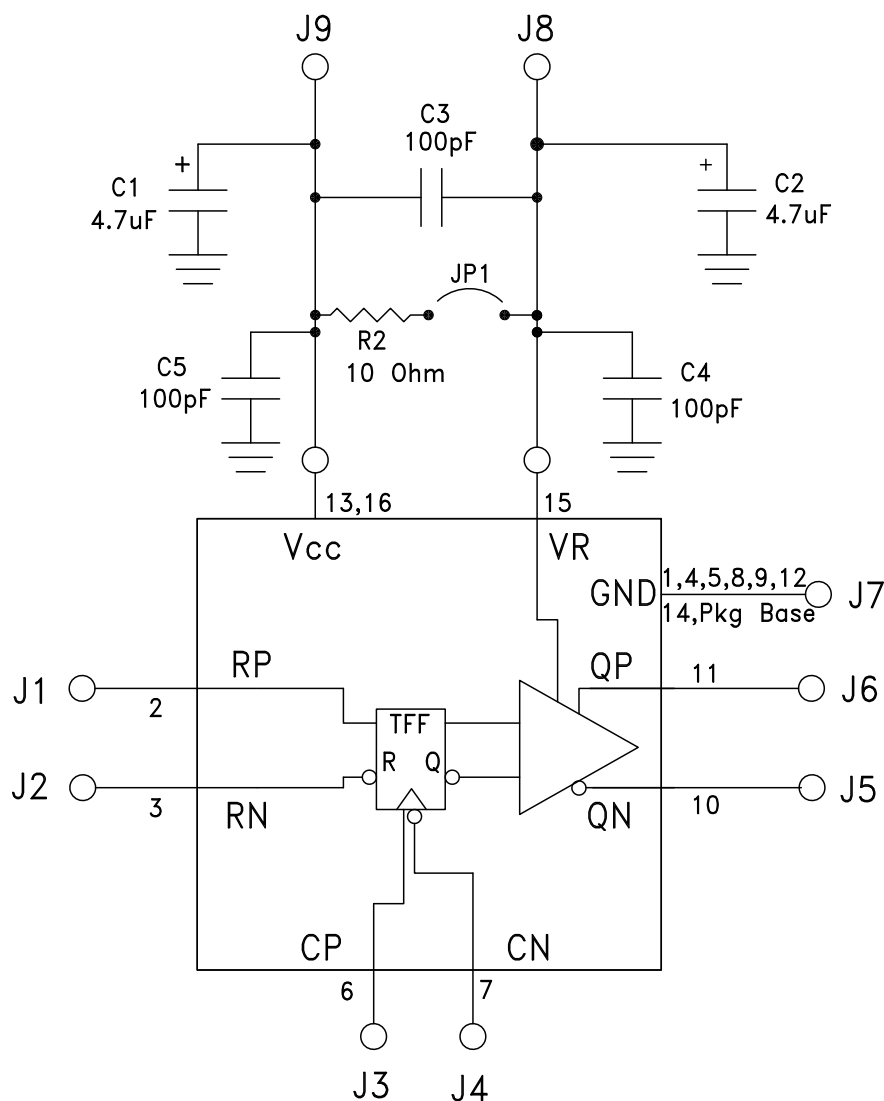 J9
J8
C3
100pF
+
+
C1
4.7uF
C2
4.7uF
JP1
R2
10 Ohm
C5
100pF
C4
100pF
13,16
15
Vcc
VR
GND
1,4,5,8,9,12
14,Pkg Base
J7
RP
QP
11
J1
2
J6
TFF
R
Q
J2
3
RN
QN
10
J5
CP
CN
6
7
J3
J4